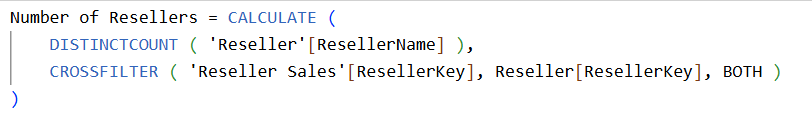 Number of Resellers = CALCULATE (
    DISTINCTCOUNT ( 'Reseller'[ResellerName] ),
    CROSSFILTER ( 'Reseller Sales'[ResellerKey], Reseller[ResellerKey], BOTH )
)